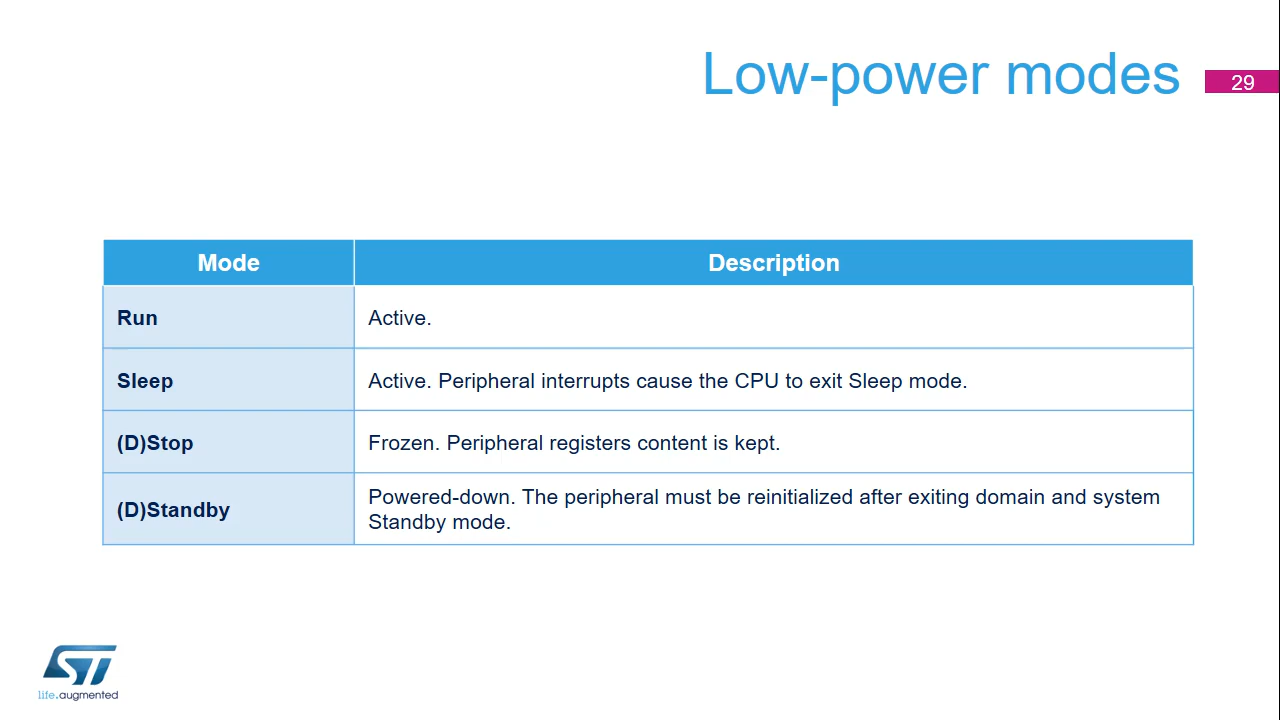 Low-power modes
29
Mode
Description
Run
Active.
Sleep
Active. Peripheral interrupts cause the CPU to exit Sleep mode.
(D)Stop
Frozen. Peripheral registers content is kept.
(D)Standby
Powered-down. The peripheral must be reinitialized after exiting domain and system
Standby mode.
ST
life.augmented